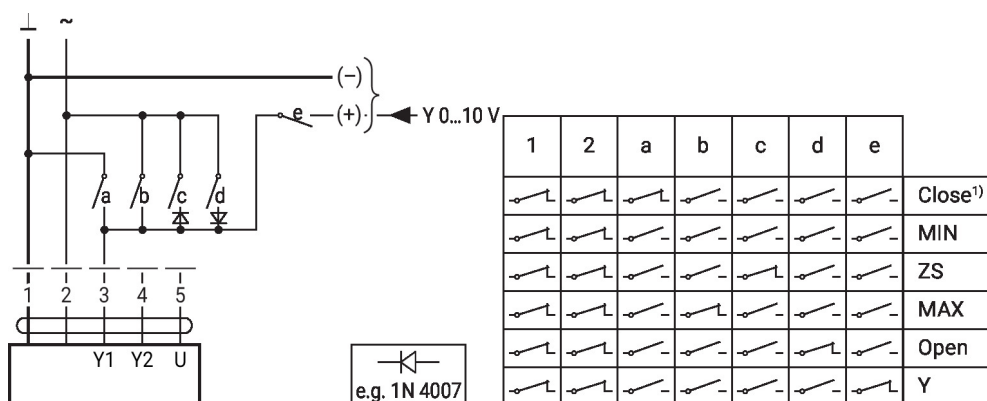 ⊥ ~
(–)
e (+) Y 0...10 V
a b c d
1 2 3 4 5
Y1 Y2 U
e.g. 1N 4007
1 2 a b c d e
Close¹⁾
MIN
ZS
MAX
Open
Y